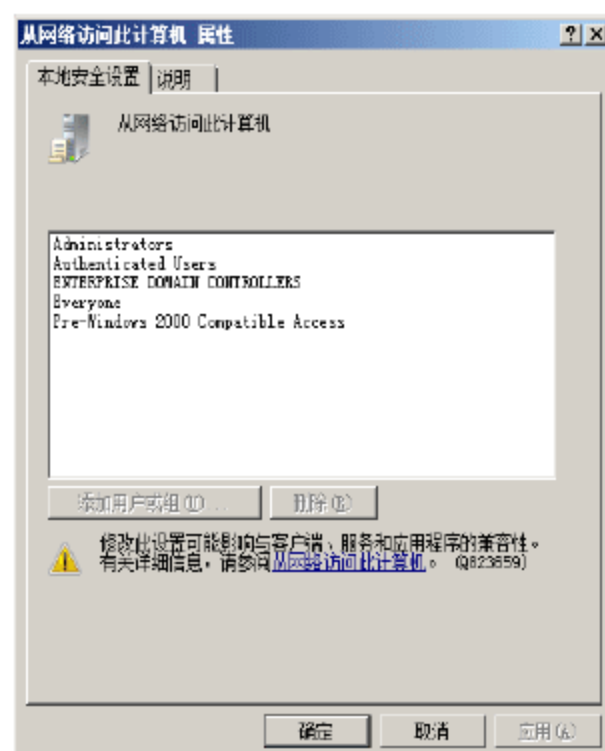 从网络访问此计算机 属性
本地安全设置 说明
从网络访问此计算机
Administrators
Authenticated Users
ENTERPRISE DOMAIN CONTROLLERS
Everyone
Pre-Windows 2000 Compatible Access
添加用户或组(U)... 删除(R)
修改此设置可能影响与客户端、服务和应用程序的兼容性。
有关详细信息，请参阅从网络访问此计算机。 (Q823659)
确定 取消 应用(A)